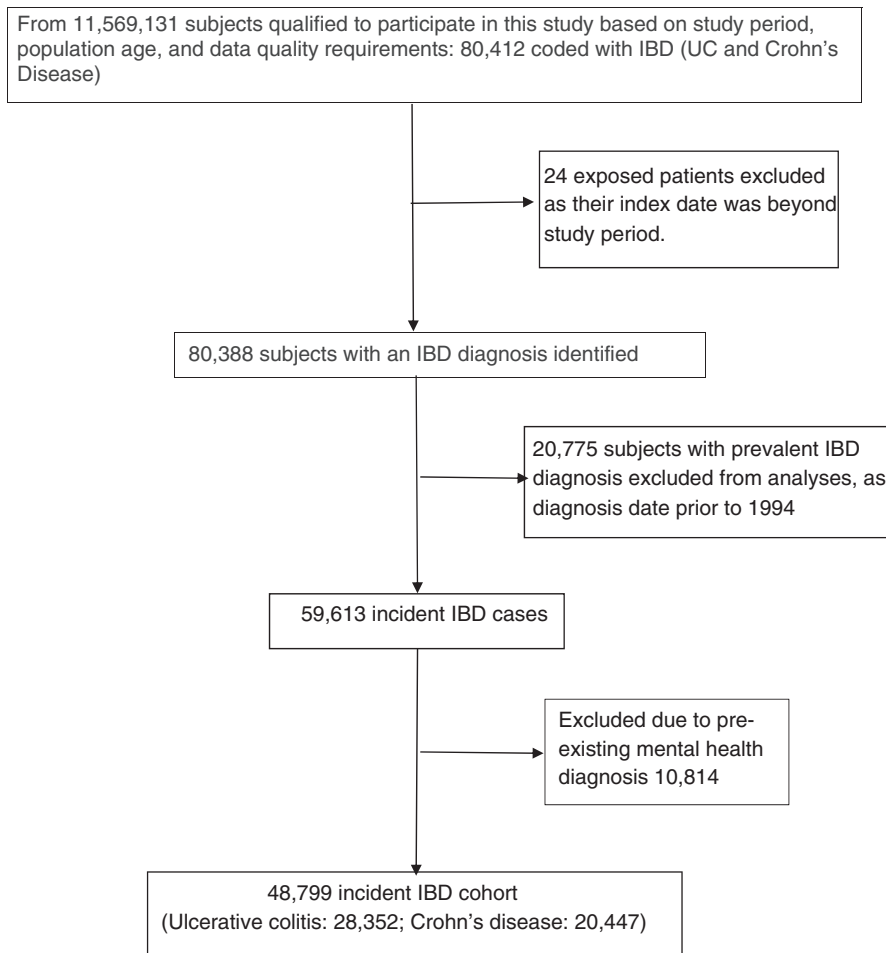 From 11,569,131 subjects qualified to participate in this study based on study period,
population age, and data quality requirements: 80,412 coded with IBD (UC and Crohn's
Disease)
24 exposed patients excluded
as their index date was beyond
study period.
80,388 subjects with an IBD diagnosis identified
20,775 subjects with prevalent IBD
diagnosis excluded from analyses, as
diagnosis date prior to 1994
59,613 incident IBD cases
Excluded due to pre-
existing mental health
diagnosis 10,814
48,799 incident IBD cohort
(Ulcerative colitis: 28,352; Crohn's disease: 20,447)